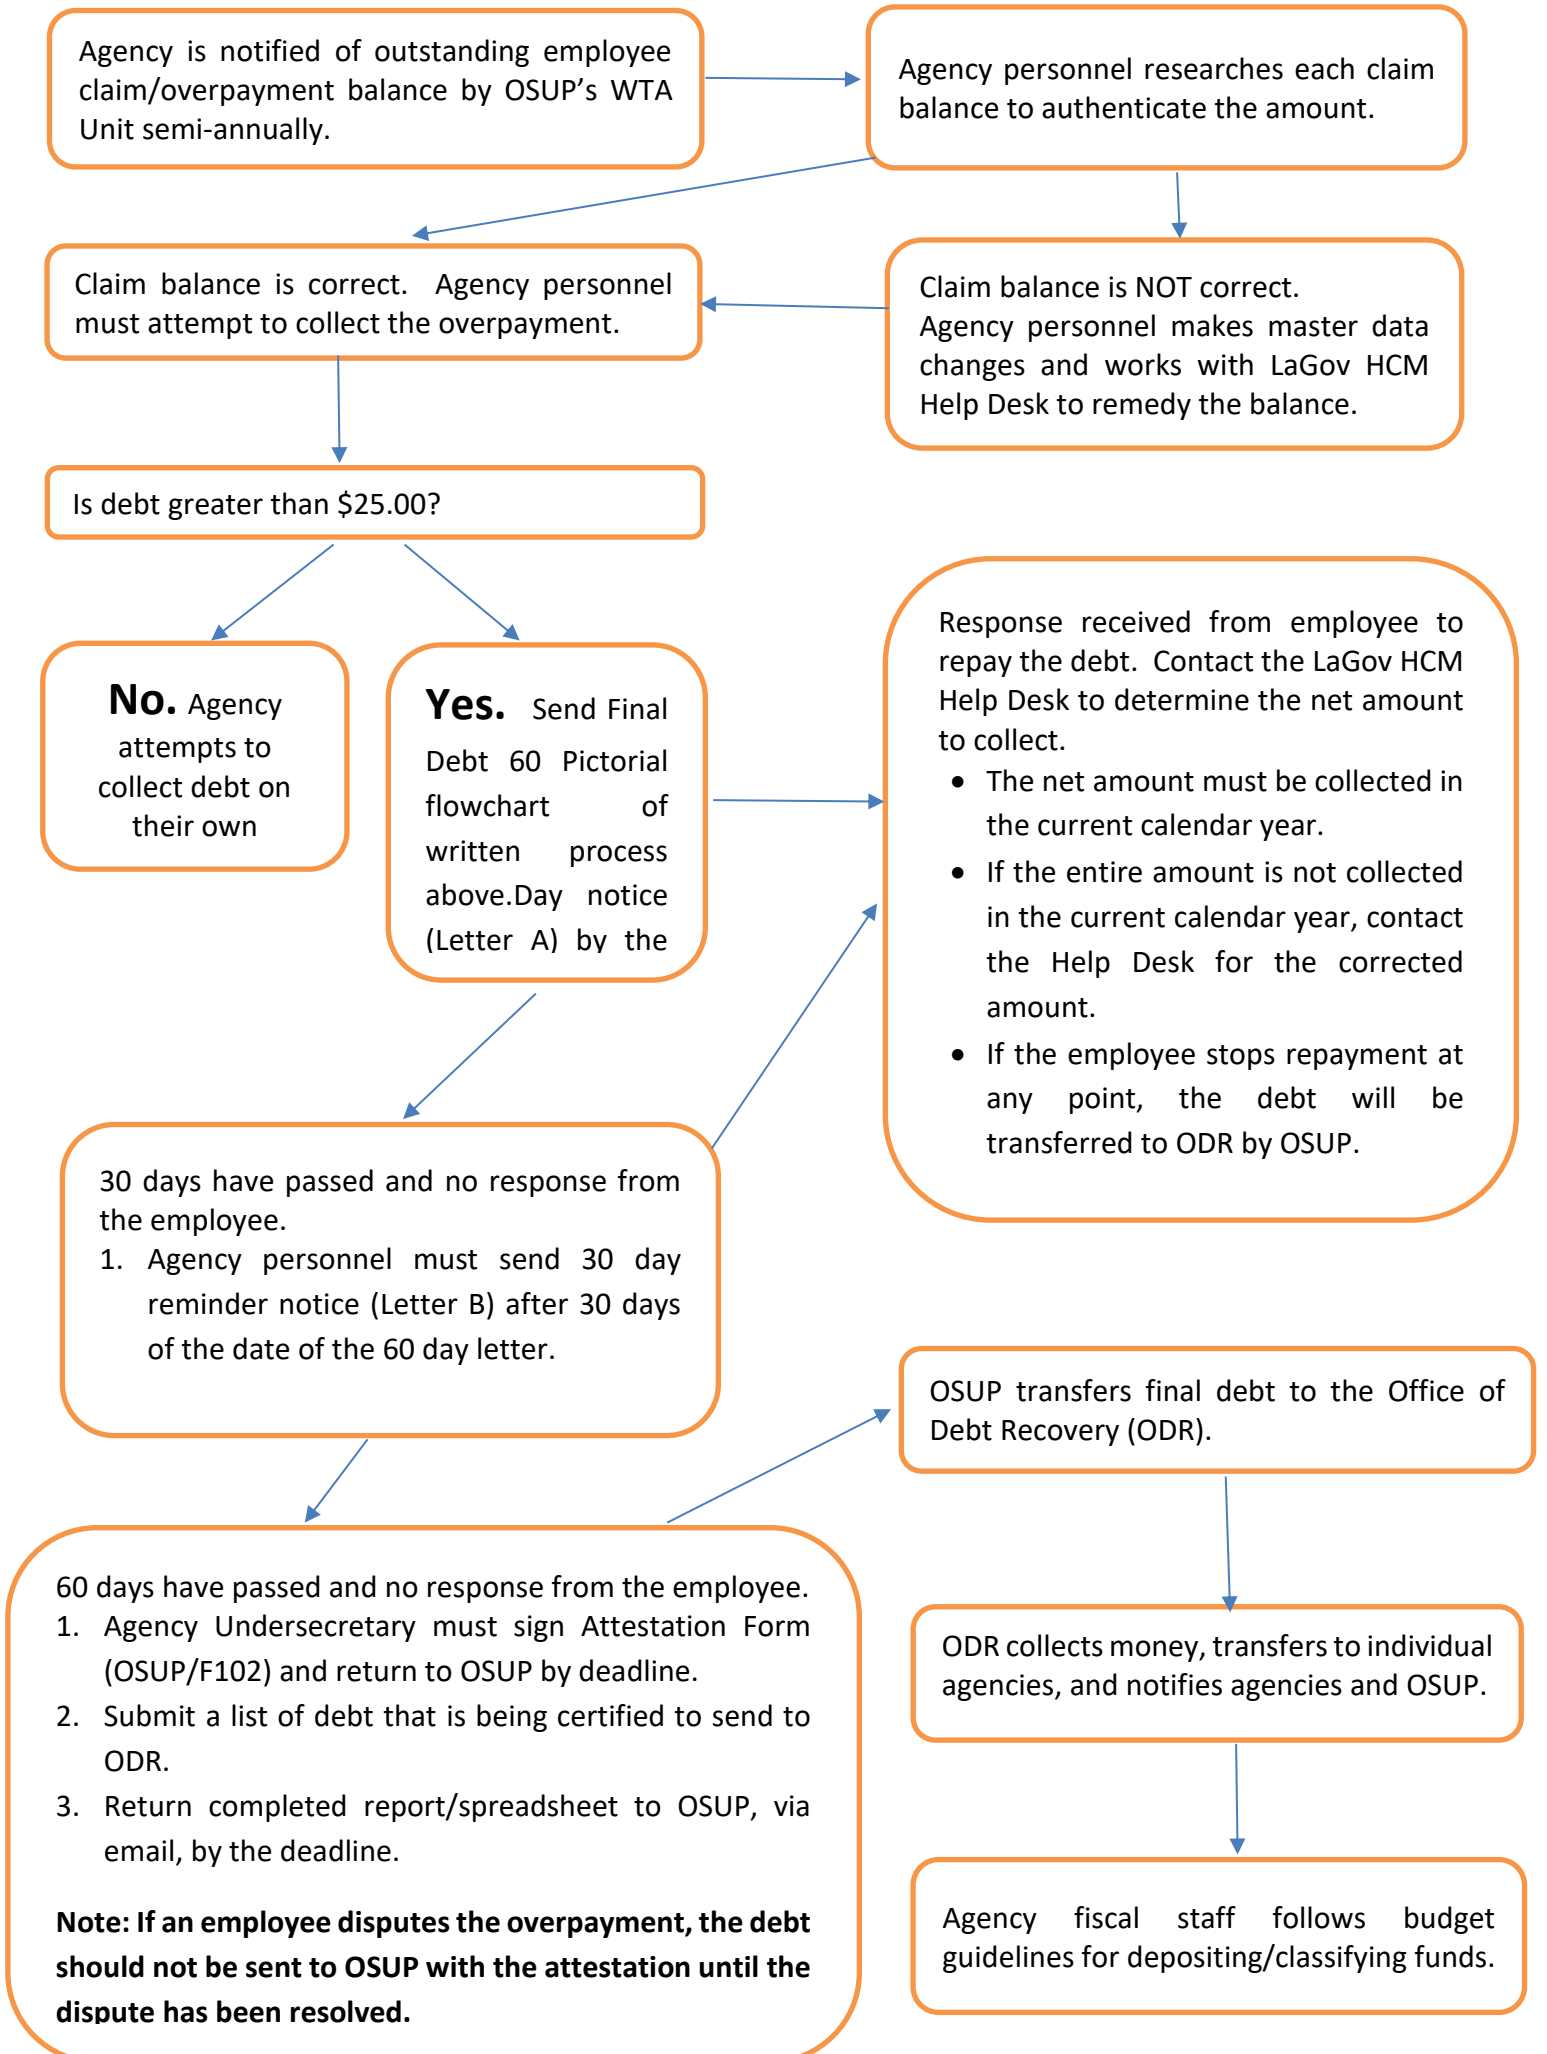 Agency is notified of outstanding employee
claim/overpayment balance by OSUP's WTA
Unit semi-annually.
Agency personnel researches each claim
balance to authenticate the amount.
Claim balance is correct. Agency personnel
must attempt to collect the overpayment.
Claim balance is NOT correct.
Agency personnel makes master data
changes and works with LaGov HCM
Help Desk to remedy the balance.
Is debt greater than $25.00?
No. Agency
attempts to
collect debt on
their own
Yes. Send Final
Debt 60 Pictorial
flowchart of
written process
above.Day notice
(Letter A) by the
Response received from employee to
repay the debt. Contact the LaGov HCM
Help Desk to determine the net amount
to collect.
• The net amount must be collected in
the current calendar year.
• If the entire amount is not collected
in the current calendar year, contact
the Help Desk for the corrected
amount.
• If the employee stops repayment at
any point, the debt will be
transferred to ODR by OSUP.
30 days have passed and no response from
the employee.
1. Agency personnel must send 30 day
reminder notice (Letter B) after 30 days
of the date of the 60 day letter.
OSUP transfers final debt to the Office of
Debt Recovery (ODR).
60 days have passed and no response from the employee.
1. Agency Undersecretary must sign Attestation Form
(OSUP/F102) and return to OSUP by deadline.
2. Submit a list of debt that is being certified to send to
ODR.
3. Return completed report/spreadsheet to OSUP, via
email, by the deadline.
Note: If an employee disputes the overpayment, the debt
should not be sent to OSUP with the attestation until the
dispute has been resolved.
ODR collects money, transfers to individual
agencies, and notifies agencies and OSUP.
Agency fiscal staff follows budget
guidelines for depositing/classifying funds.